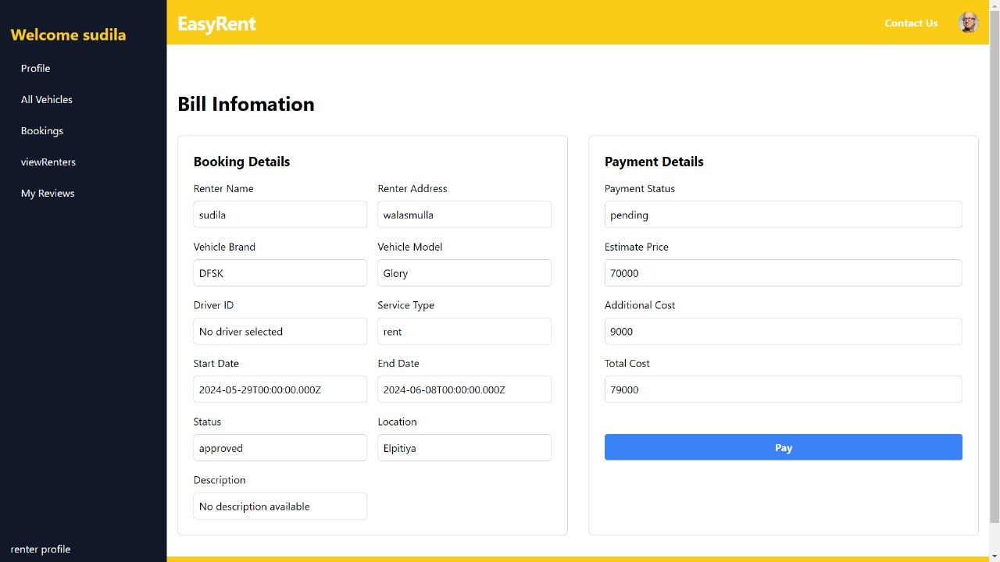 Welcome sudila
Profile
All Vehicles
Bookings
viewRenters
My Reviews
renter profile
EasyRent
Contact Us
Bill Infomation
Booking Details
Renter Name
Renter Address
sudila
walasmulla
Vehicle Brand
Vehicle Model
DFSK
Glory
Driver ID
Service Type
No driver selected
rent
Start Date
End Date
2024-05-29T00:00:00.000Z
2024-06-08T00:00:00.000Z
Status
Location
approved
Elpitiya
Description
No description available
Payment Details
Payment Status
pending
Estimate Price
70000
Additional Cost
9000
Total Cost
79000
Pay